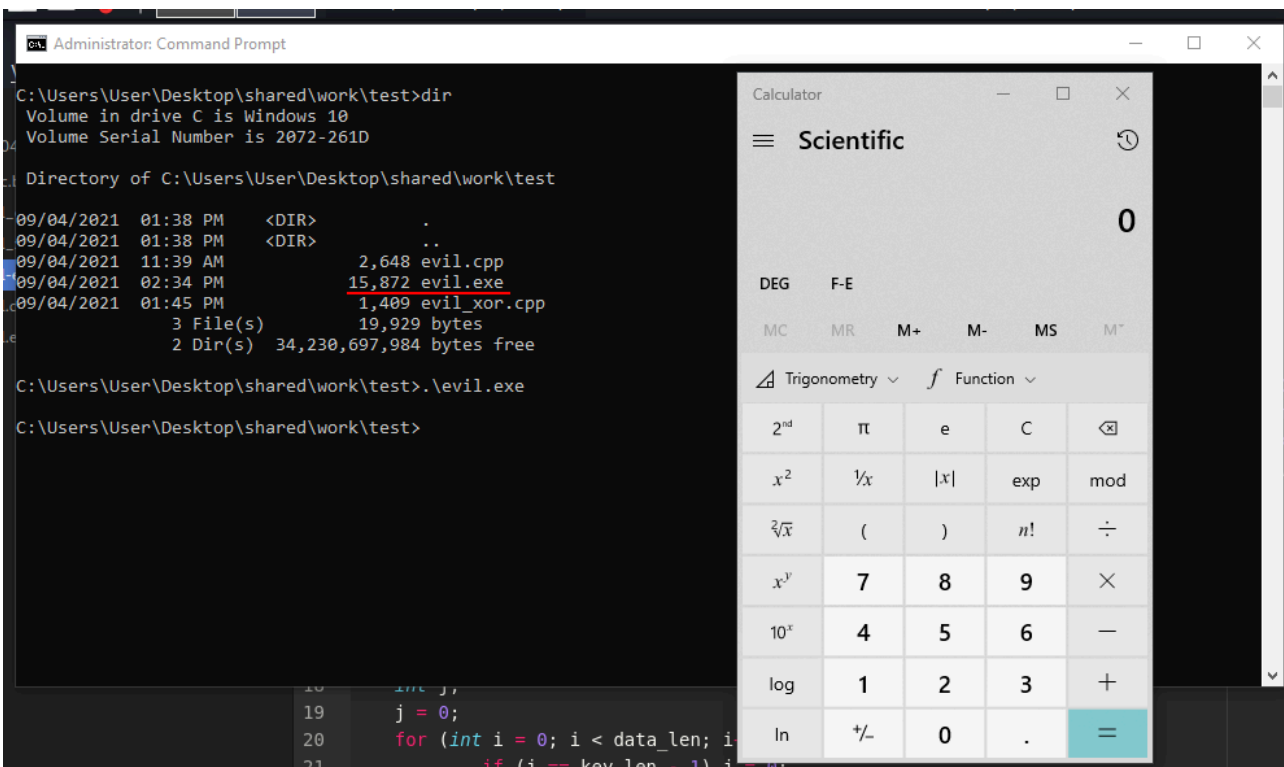 Administrator: Command Prompt
C:\Users\User\Desktop\shared\work\test>dir
Volume in drive C is Windows 10
Volume Serial Number is 2072-261D
Directory of C:\Users\User\Desktop\shared\work\test
09/04/2021 01:38 PM <DIR> .
09/04/2021 01:38 PM <DIR> ..
09/04/2021 11:39 AM 2,648 evil.cpp
09/04/2021 02:34 PM 15,872 evil.exe
09/04/2021 01:45 PM 1,409 evil_xor.cpp
3 File(s) 19,929 bytes
2 Dir(s) 34,230,697,984 bytes free
C:\Users\User\Desktop\shared\work\test>.\evil.exe
C:\Users\User\Desktop\shared\work\test>
Calculator
Scientific
0
DEG F-E
MC MR M+ M- MS M˅
Trigonometry f Function
2ⁿᵈ π e C
x² ¹/x |x| exp mod
²√x ( ) n! ÷
xʸ 7 8 9 ×
10ˣ 4 5 6 −
log 1 2 3 +
ln +/− 0 . =
18 int j;
19 j = 0;
20 for (int i = 0; i < data_len; i
21